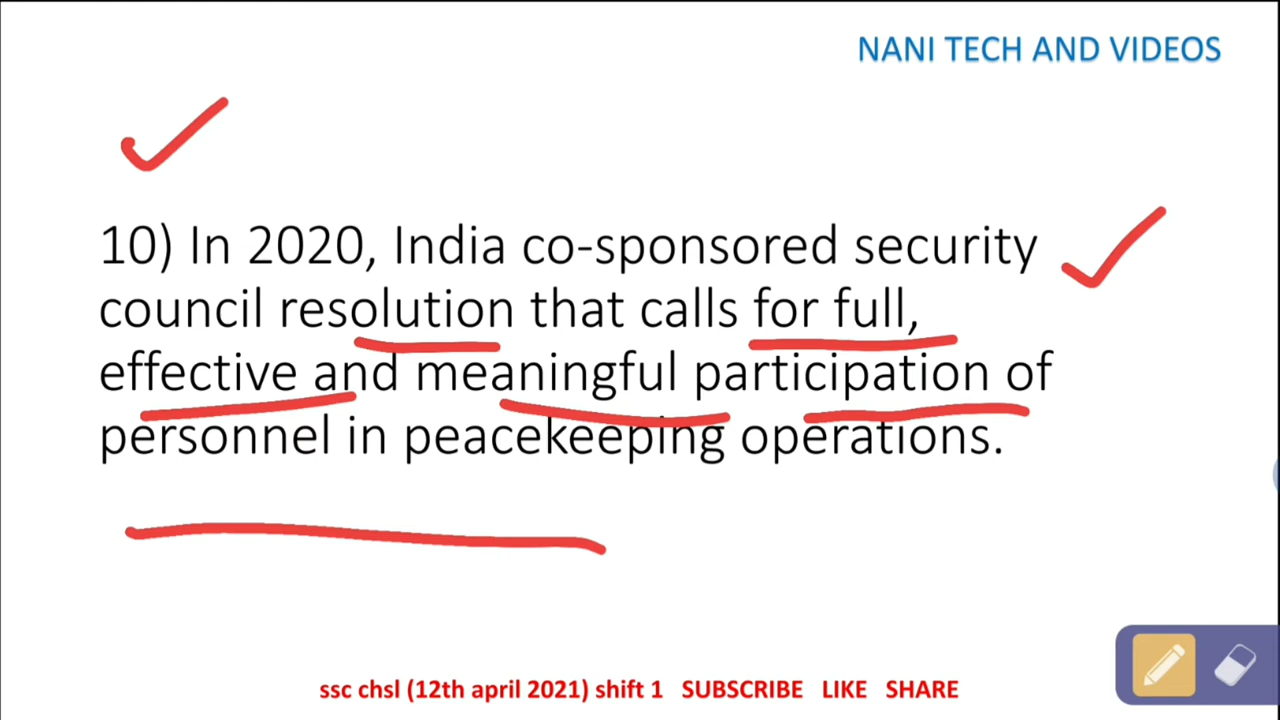 NANI TECH AND VIDEOS
10) In 2020, India co-sponsored security
council resolution that calls for full,
effective and meaningful participation of
personnel in peacekeeping operations.
ssc chsl (12th april 2021) shift 1 SUBSCRIBE LIKE SHARE